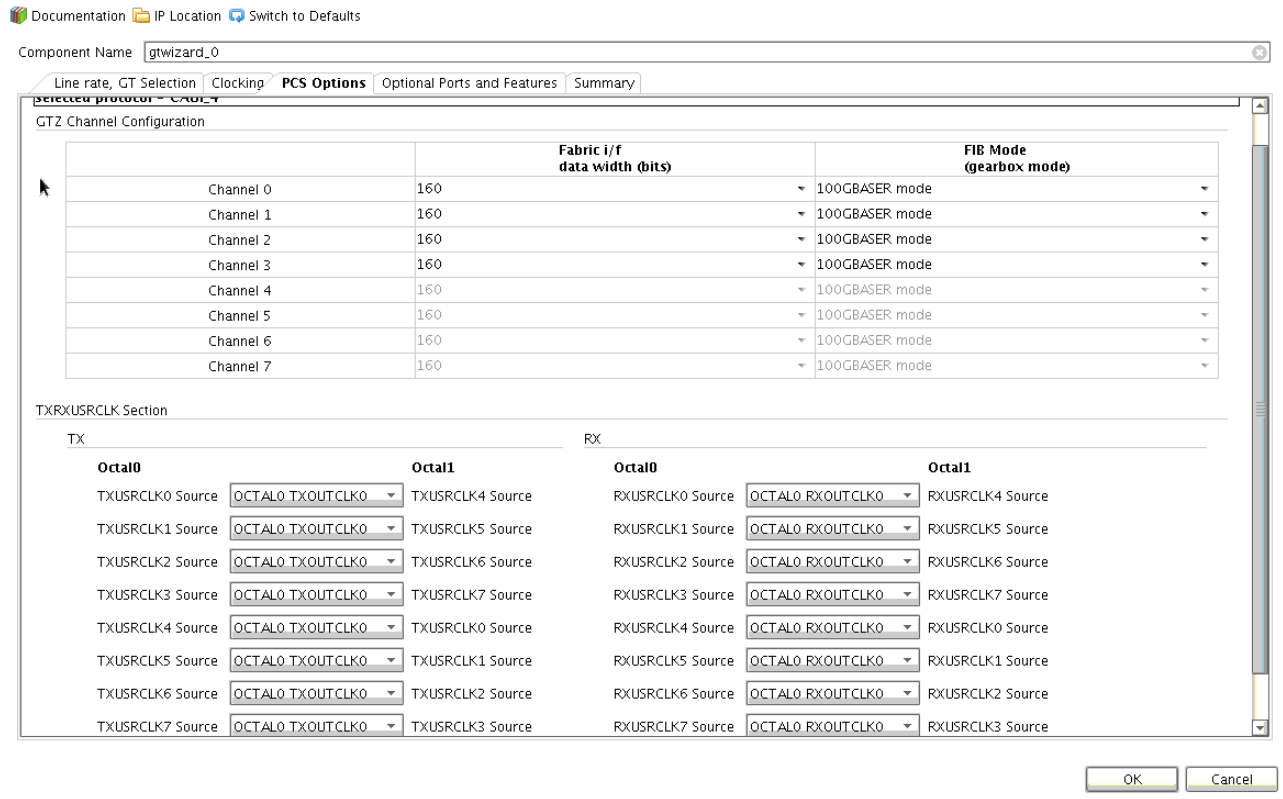 Documentation IP Location Switch to Defaults
Component Name gtwizard_0
Line rate, GT Selection Clocking PCS Options Optional Ports and Features Summary
selected protocol - CAUI_4
GTZ Channel Configuration
Fabric i/f FIB Mode
data width (bits) (gearbox mode)
Channel 0 160 100GBASER mode
Channel 1 160 100GBASER mode
Channel 2 160 100GBASER mode
Channel 3 160 100GBASER mode
Channel 4 160 100GBASER mode
Channel 5 160 100GBASER mode
Channel 6 160 100GBASER mode
Channel 7 160 100GBASER mode
TXRXUSRCLK Section
TX RX
Octal0 Octal1 Octal0 Octal1
TXUSRCLK0 Source OCTAL0 TXOUTCLK0 TXUSRCLK4 Source RXUSRCLK0 Source OCTAL0 RXOUTCLK0 RXUSRCLK4 Source
TXUSRCLK1 Source OCTAL0 TXOUTCLK0 TXUSRCLK5 Source RXUSRCLK1 Source OCTAL0 RXOUTCLK0 RXUSRCLK5 Source
TXUSRCLK2 Source OCTAL0 TXOUTCLK0 TXUSRCLK6 Source RXUSRCLK2 Source OCTAL0 RXOUTCLK0 RXUSRCLK6 Source
TXUSRCLK3 Source OCTAL0 TXOUTCLK0 TXUSRCLK7 Source RXUSRCLK3 Source OCTAL0 RXOUTCLK0 RXUSRCLK7 Source
TXUSRCLK4 Source OCTAL0 TXOUTCLK0 TXUSRCLK0 Source RXUSRCLK4 Source OCTAL0 RXOUTCLK0 RXUSRCLK0 Source
TXUSRCLK5 Source OCTAL0 TXOUTCLK0 TXUSRCLK1 Source RXUSRCLK5 Source OCTAL0 RXOUTCLK0 RXUSRCLK1 Source
TXUSRCLK6 Source OCTAL0 TXOUTCLK0 TXUSRCLK2 Source RXUSRCLK6 Source OCTAL0 RXOUTCLK0 RXUSRCLK2 Source
TXUSRCLK7 Source OCTAL0 TXOUTCLK0 TXUSRCLK3 Source RXUSRCLK7 Source OCTAL0 RXOUTCLK0 RXUSRCLK3 Source
OK Cancel